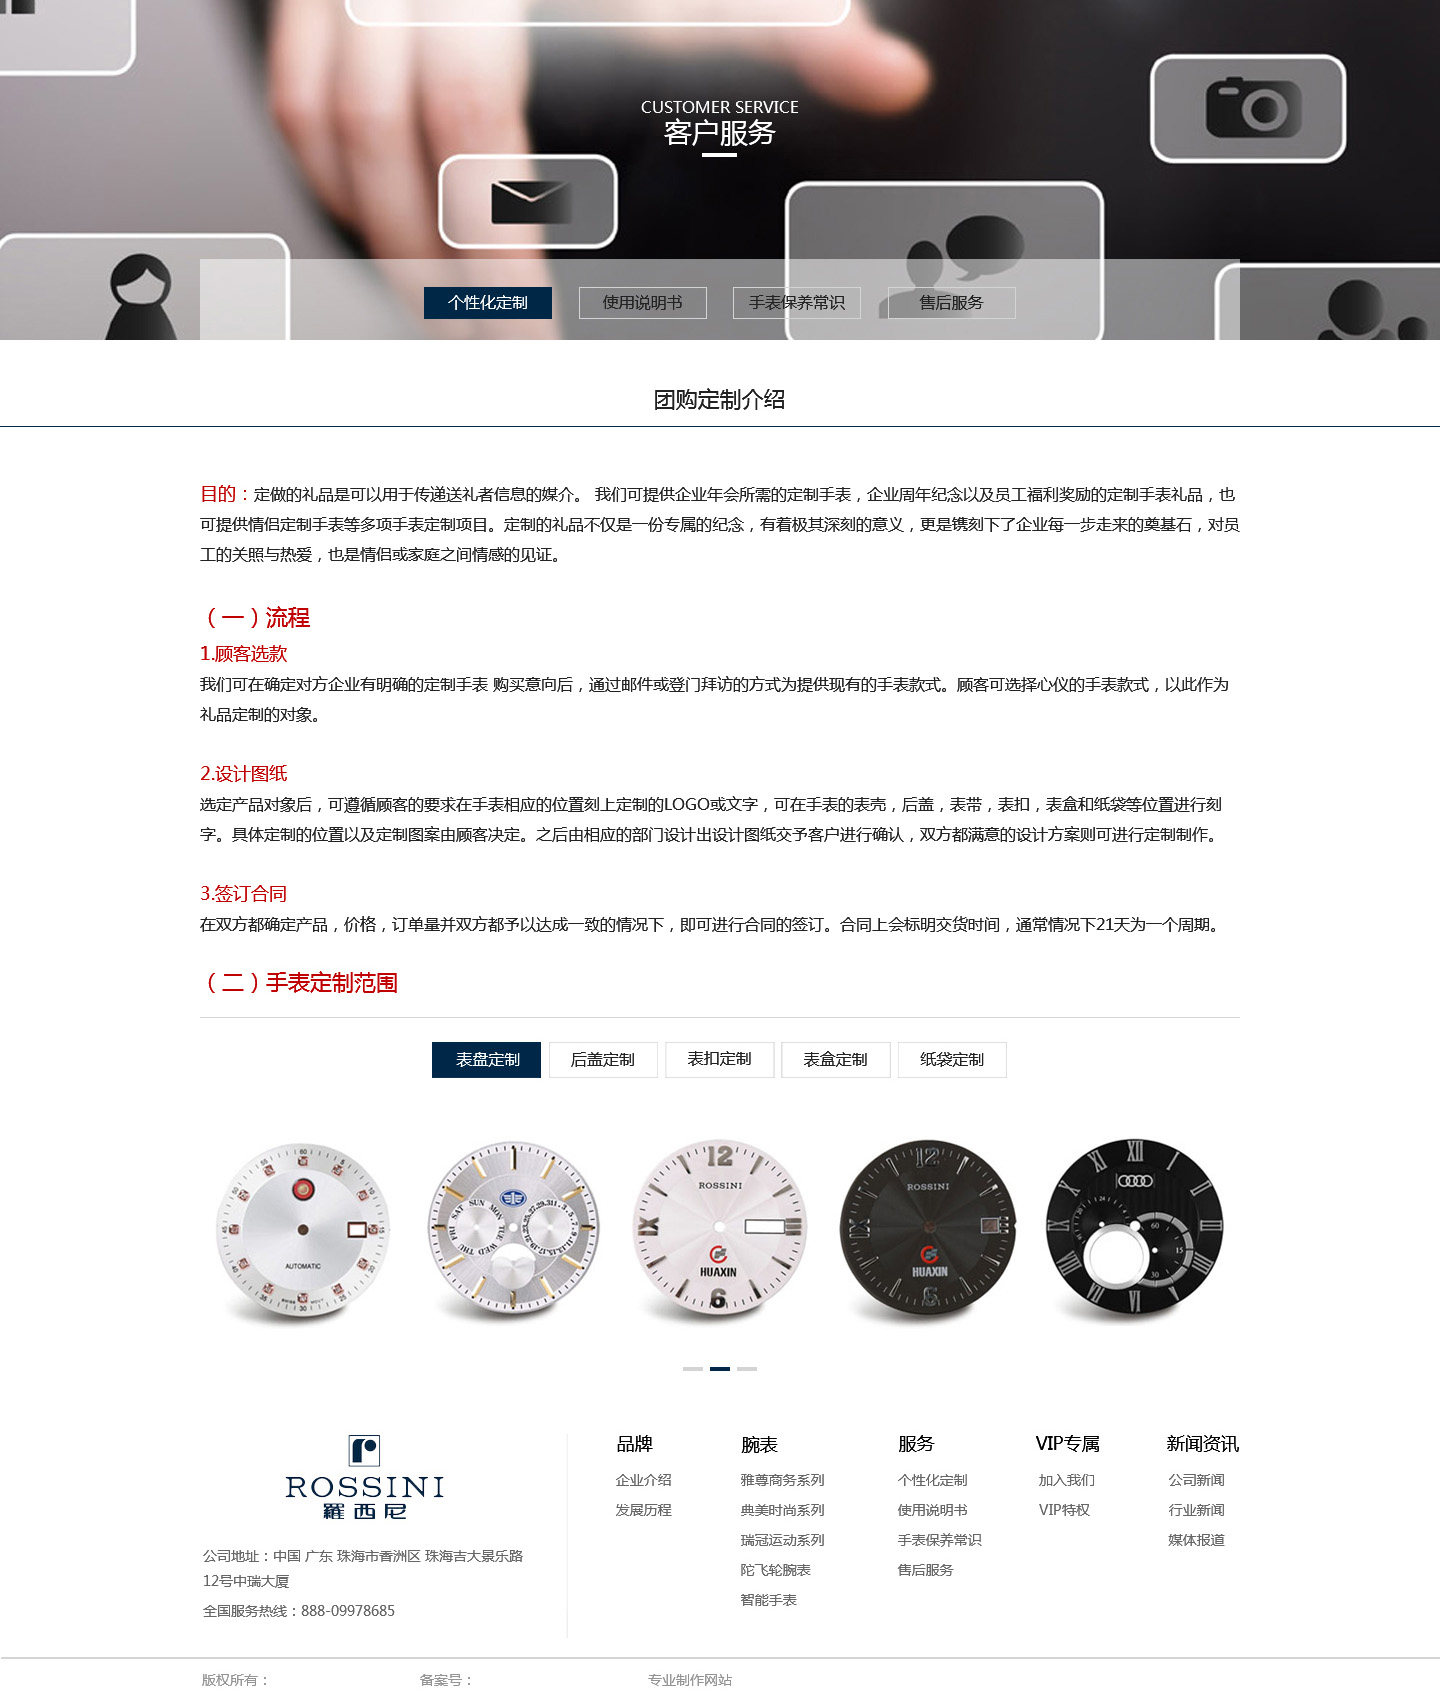 CUSTOMER SERVICE
客户服务
个性化定制 使用说明书 手表保养常识 售后服务
团购定制介绍
目的：定做的礼品是可以用于传递送礼者信息的媒介。 我们可提供企业年会所需的定制手表，企业周年纪念以及员工福利奖励的定制手表礼品，也
可提供情侣定制手表等多项手表定制项目。定制的礼品不仅是一份专属的纪念，有着极其深刻的意义，更是镌刻下了企业每一步走来的奠基石，对员
工的关照与热爱，也是情侣或家庭之间情感的见证。
（一）流程
1.顾客选款
我们可在确定对方企业有明确的定制手表 购买意向后，通过邮件或登门拜访的方式为提供现有的手表款式。顾客可选择心仪的手表款式，以此作为
礼品定制的对象。
2.设计图纸
选定产品对象后，可遵循顾客的要求在手表相应的位置刻上定制的LOGO或文字，可在手表的表壳，后盖，表带，表扣，表盒和纸袋等位置进行刻
字。具体定制的位置以及定制图案由顾客决定。之后由相应的部门设计出设计图纸交予客户进行确认，双方都满意的设计方案则可进行定制制作。
3.签订合同
在双方都确定产品，价格，订单量并双方都予以达成一致的情况下，即可进行合同的签订。合同上会标明交货时间，通常情况下21天为一个周期。
（二）手表定制范围
表盘定制 后盖定制 表扣定制 表盒定制 纸袋定制
AUTOMATIC
SUN MON TUE WED THU FRI SAT
12 ROSSINI HUAXIN 6
12 ROSSINI HUAXIN 6
XII 60 15 30 VI
ROSSINI
羅西尼
公司地址：中国 广东 珠海市香洲区 珠海吉大景乐路
12号中瑞大厦
全国服务热线：888-09978685
品牌
企业介绍
发展历程
腕表
雅尊商务系列
典美时尚系列
瑞冠运动系列
陀飞轮腕表
智能手表
服务
个性化定制
使用说明书
手表保养常识
售后服务
VIP专属
加入我们
VIP特权
新闻资讯
公司新闻
行业新闻
媒体报道
版权所有： 备案号： 专业制作网站